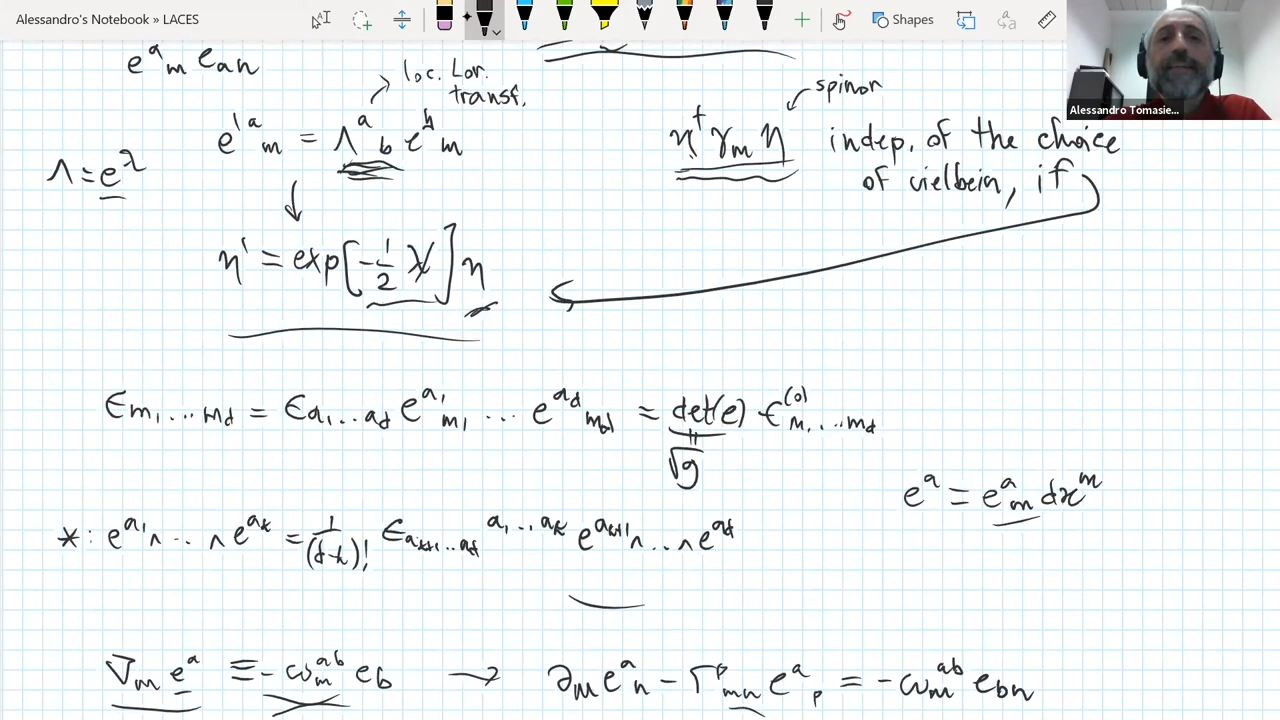 Alessandro's Notebook » LACES
Shapes
Alessandro Tomasie...
e^a_m e_{an}
loc. Lor.
transf.
e'^a_m = Λ^a_b e^b_m
Λ = e^λ
η' = exp[-1/2 λ̸] η
spinor
η^† γ_m η indep. of the choice
of vielbein, if
ϵ_{m_1...m_d} = ϵ_{a_1...a_d} e^{a_1}_{m_1} ... e^{a_d}_{m_d} = det(e) ϵ^{(0)}_{m_1...m_d}
"
√g
e^a = e^a_m dx^m
* : e^{a_1} ∧ .. ∧ e^{a_k} = 1/(d-k)! ϵ_{a_{k+1}...a_d}^{a_1...a_k} e^{a_{k+1}} ∧ ... ∧ e^{a_d}
∇_m e^a ≡ -ω_m^{ab} e_b → ∂_m e^a_n - Γ^p_{mn} e^a_p = -ω_m^{ab} e_{bn}